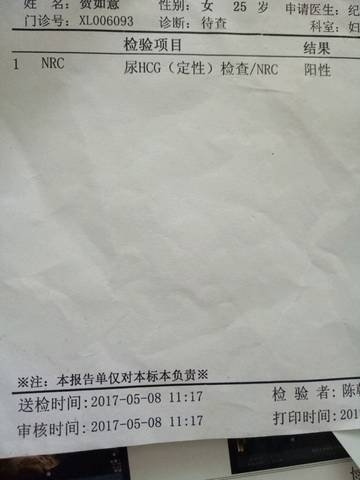 姓名：贺如意 性别：女 25 岁 申请医生：纪
门诊号：XL006093 诊断：待查 科室：妇
检验项目 结果
1 NRC 尿HCG（定性）检查/NRC 阳性
※注：本报告单仅对本标本负责※
送检时间:2017-05-08 11:17 检 验 者:陈
审核时间:2017-05-08 11:17 打印时间:201